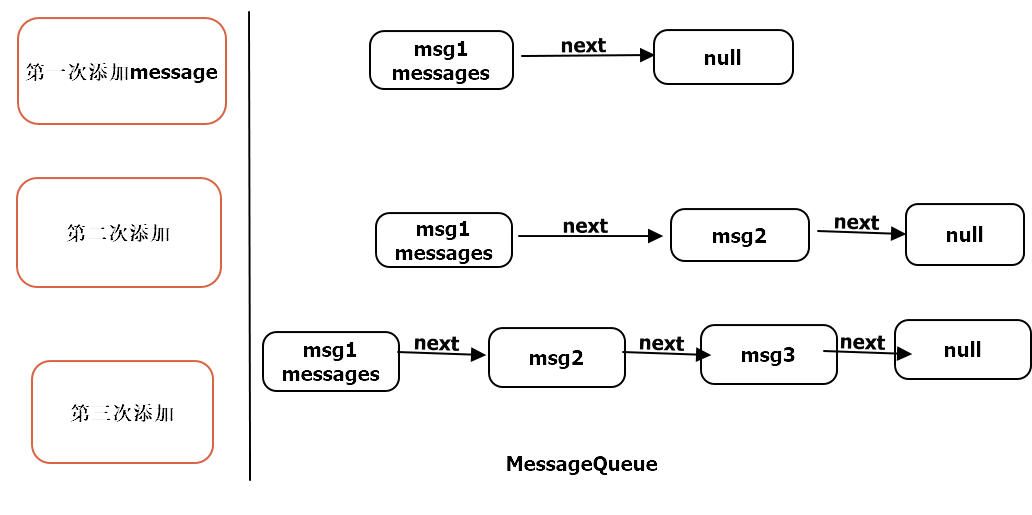 第一次添加message
msg1
messages
next
null
第二次添加
msg1
messages
next
msg2
next
null
第三次添加
msg1
messages
next
msg2
next
msg3
next
null
MessageQueue